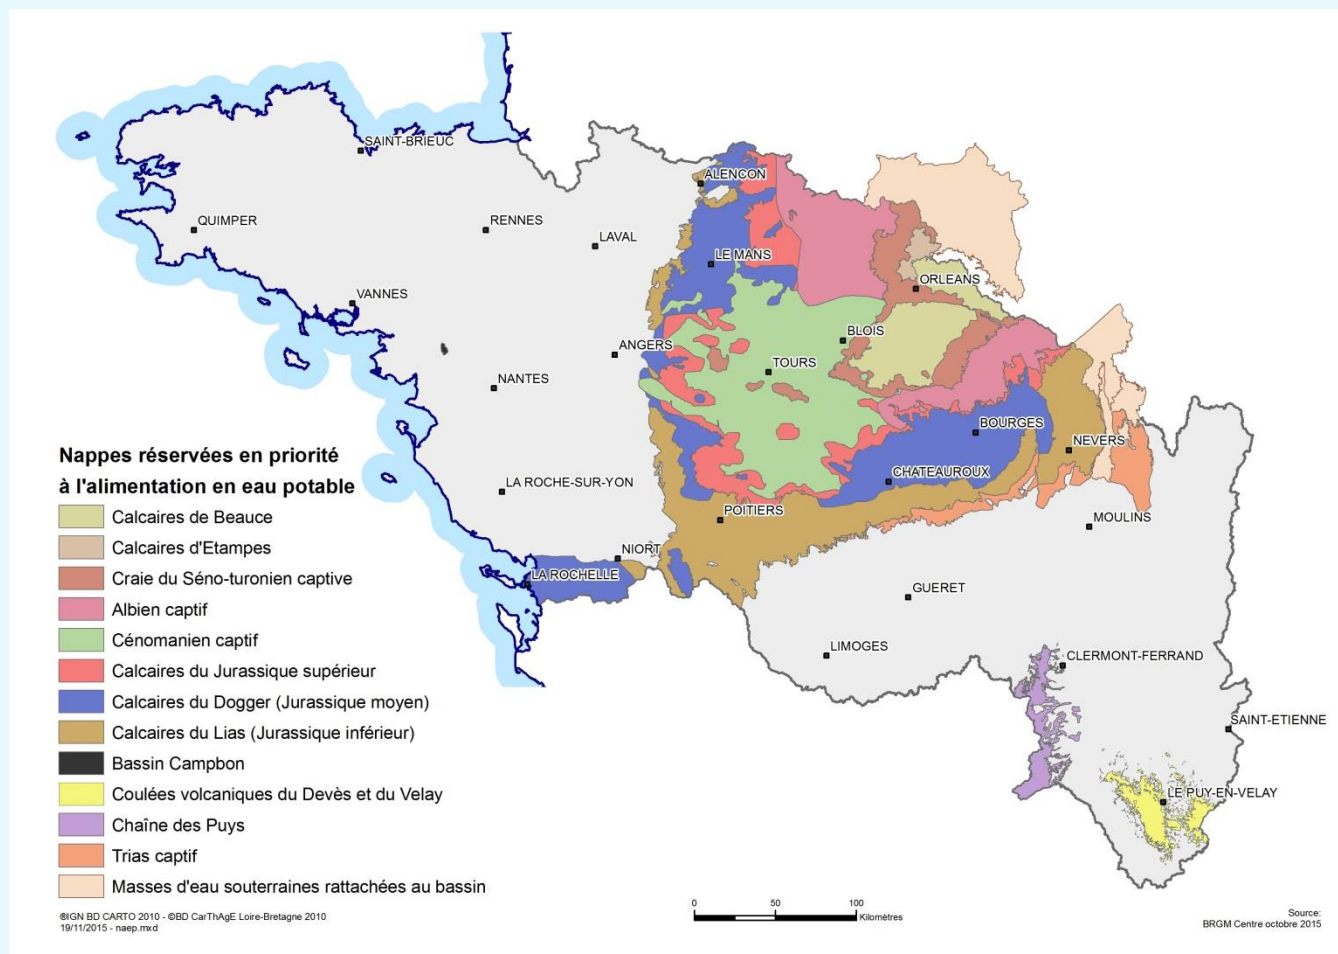 SAINT-BRIEUC
ALENCON
QUIMPER
RENNES
LAVAL
LE MANS
ORLEANS
VANNES
BLOIS
ANGERS
TOURS
NANTES
BOURGES
NEVERS
CHATEAUROUX
LA ROCHE-SUR-YON
POITIERS
MOULINS
NIORT
LA ROCHELLE
GUERET
LIMOGES
CLERMONT-FERRAND
SAINT-ETIENNE
LE PUY-EN-VELAY
Nappes réservées en priorité
à l'alimentation en eau potable
Calcaires de Beauce
Calcaires d'Etampes
Craie du Séno-turonien captive
Albien captif
Cénomanien captif
Calcaires du Jurassique supérieur
Calcaires du Dogger (Jurassique moyen)
Calcaires du Lias (Jurassique inférieur)
Bassin Campbon
Coulées volcaniques du Devès et du Velay
Chaîne des Puys
Trias captif
Masses d'eau souterraines rattachées au bassin
®IGN BD CARTO 2010 - ©BD CarThAgE Loire-Bretagne 2010
19/11/2015 - naep.mxd
0 50 100
Kilomètres
Source:
BRGM Centre octobre 2015